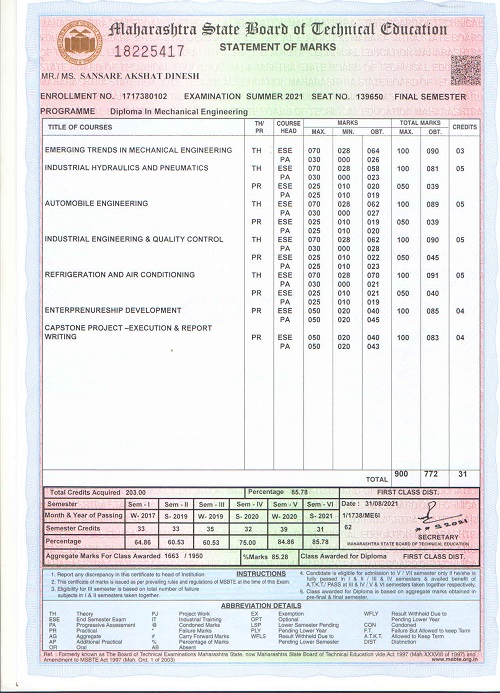 Maharashtra State Board of Technical Education
18225417
STATEMENT OF MARKS
MR./ MS. SANSARE AKSHAT DINESH
ENROLLMENT NO. 1717380102 EXAMINATION SUMMER 2021 SEAT NO. 139650 FINAL SEMESTER
PROGRAMME Diploma In Mechanical Engineering
TITLE OF COURSES TH/ PR COURSE HEAD MARKS TOTAL MARKS CREDITS
MAX. MIN. OBT. MAX. OBT.
EMERGING TRENDS IN MECHANICAL ENGINEERING TH ESE 070 028 064 100 090 03
PA 030 000 026
INDUSTRIAL HYDRAULICS AND PNEUMATICS TH ESE 070 028 058 100 081 05
PA 030 000 023
PR ESE 025 010 020 050 039
PA 025 010 019
AUTOMOBILE ENGINEERING TH ESE 070 028 062 100 089 05
PA 030 000 027
PR ESE 025 010 019 050 039
PA 025 010 020
INDUSTRIAL ENGINEERING & QUALITY CONTROL TH ESE 070 028 062 100 090 05
PA 030 000 028
PR ESE 025 010 022 050 045
PA 025 010 023
REFRIGERATION AND AIR CONDITIONING TH ESE 070 028 070 100 091 05
PA 030 000 021
PR ESE 025 010 021 050 040
PA 025 010 019
ENTERPRENURESHIP DEVELOPMENT PR ESE 050 020 040 100 085 04
PA 050 020 045
CAPSTONE PROJECT –EXECUTION & REPORT
WRITING PR ESE 050 020 040 100 083 04
PA 050 020 043
TOTAL 900 772 31
Total Credits Acquired 203.00 Percentage 85.78 FIRST CLASS DIST.
Semester Sem - I Sem - II Sem - III Sem - IV Sem - V Sem - VI Date : 31/08/2021
Month & Year of Passing W- 2017 S- 2019 W- 2019 S- 2020 W- 2020 S- 2021 1/1738/ME6I
Semester Credits 33 33 35 32 39 31 62
Percentage 64.86 60.53 60.53 75.00 84.86 85.78 SECRETARY
MAHARASHTRA STATE BOARD OF TECHNICAL EDUCATION
Aggregate Marks For Class Awarded 1663 / 1950 %Marks 85.28 Class Awarded for Diploma FIRST CLASS DIST.
INSTRUCTIONS
1. Report any discrepancy in this certificate to head of Institution.
2. This certificate of marks is issued as per prevailing rules and regulations of MSBTE at the time of this Exam.
3. Eligibility for III semester is based on total number of failure
subjects in I & II semesters taken together.
4. Candidate is eligible for admission to V / VII semester only if he/she is
fully passed in I & II / III & IV semesters & availed benefit of
A.T.K.T./ PASS at III & IV / V & VI semesters taken together respectively.
5. Class awarded for Diploma is based on aggregate marks obtained in
pre-final & final semester.
ABBREVIATION DETAILS
TH Theory PJ Project Work EX Exemption WFLY Result Withheld Due to
ESE End Semester Exam IT Industrial Training OPT Optional Pending Lower Year
PA Progressive Assessment @ Condoned Marks LSP Lower Semester Pending CON Condoned
PR Practical * Failure Marks PLY Pending Lower Year F.T. Failure But Allowed to Keep Term
AG Aggregate # Carry Forward Marks WFLS Result Withheld Due to A.T.K.T. Allowed to keep Term
AP Additional Practical % Percentage of Marks Pending Lower Semester DIST Distinction
OR Oral AB Absent
Ref. : Formerly known as The Board of Technical Examinations Maharashtra State, now Maharashtra State Board of Technical Education vide Act 1997 (Mah.XXXVIII of 1997) and
Amendment to MSBTE Act 1997 (Mah. Ord. 1 of 2003) www.msbte.org.in